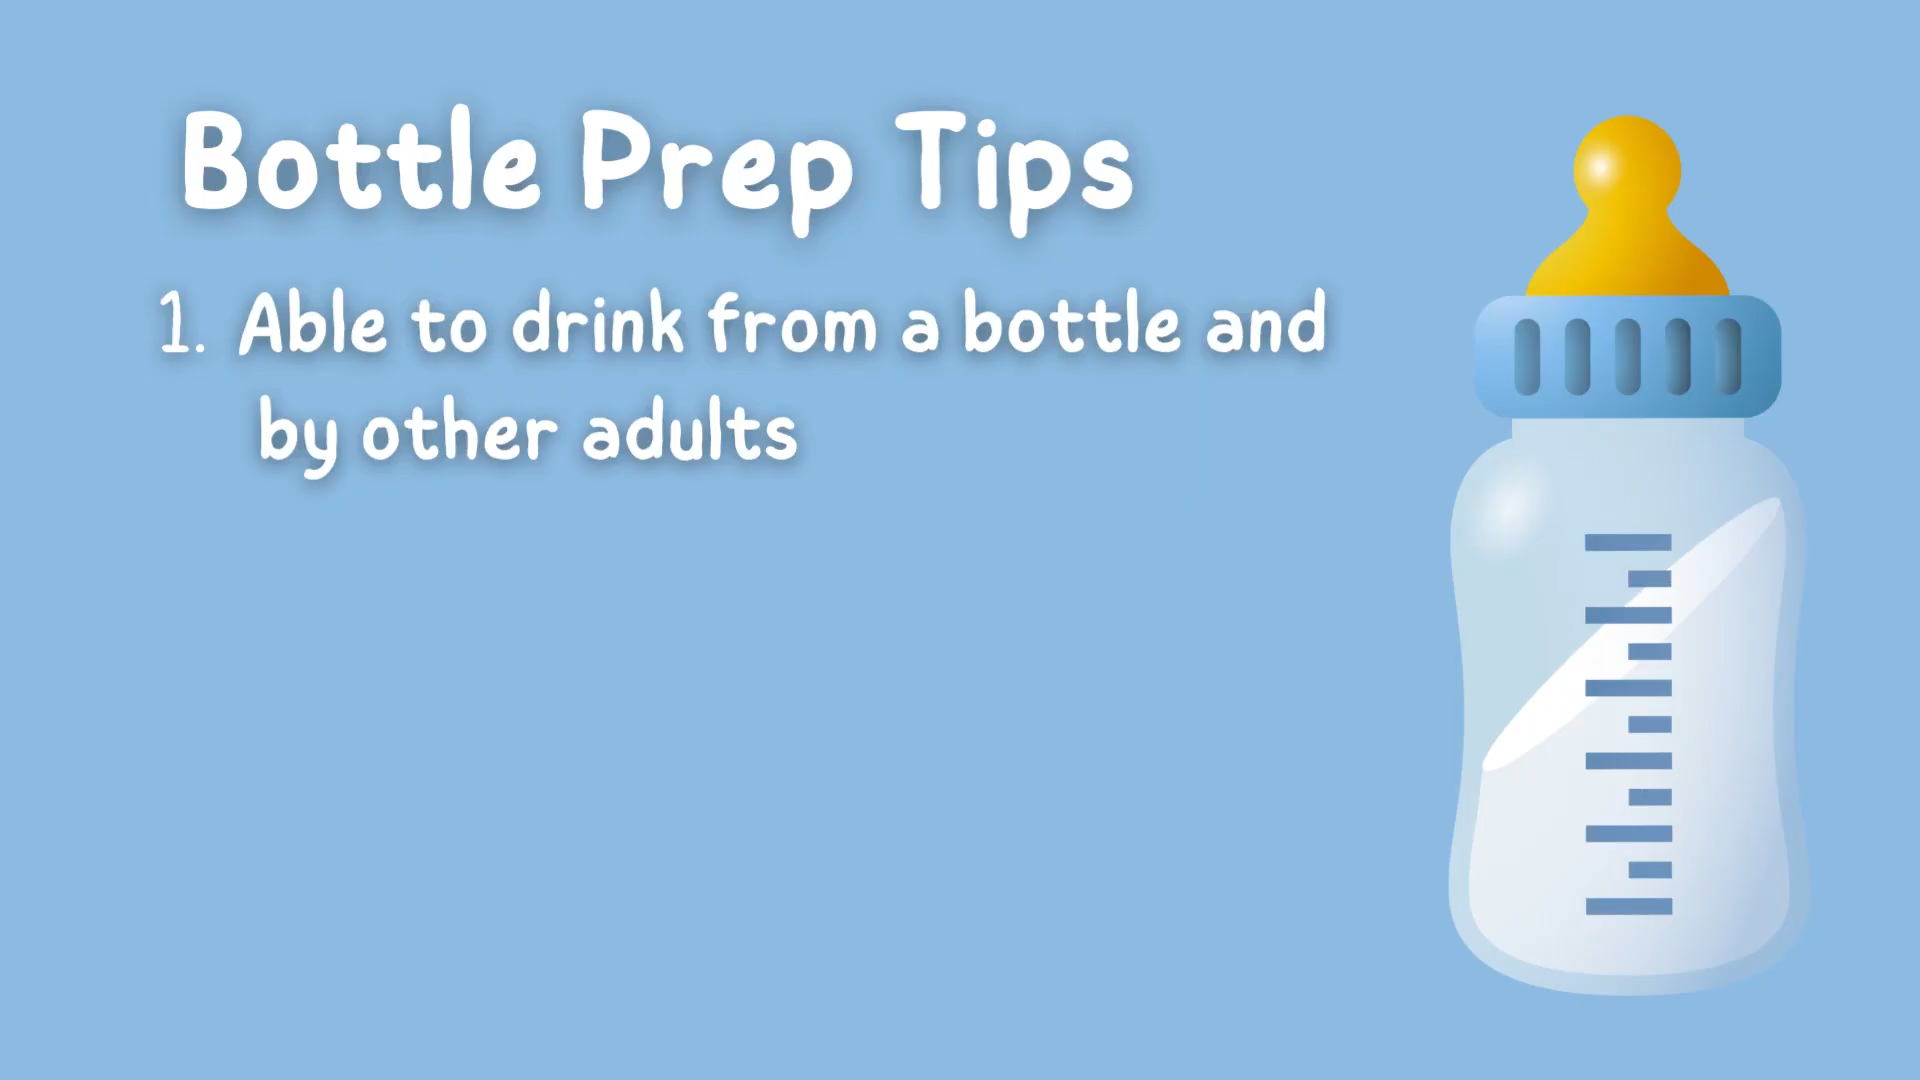 Bottle Prep Tips
1. Able to drink from a bottle and
by other adults